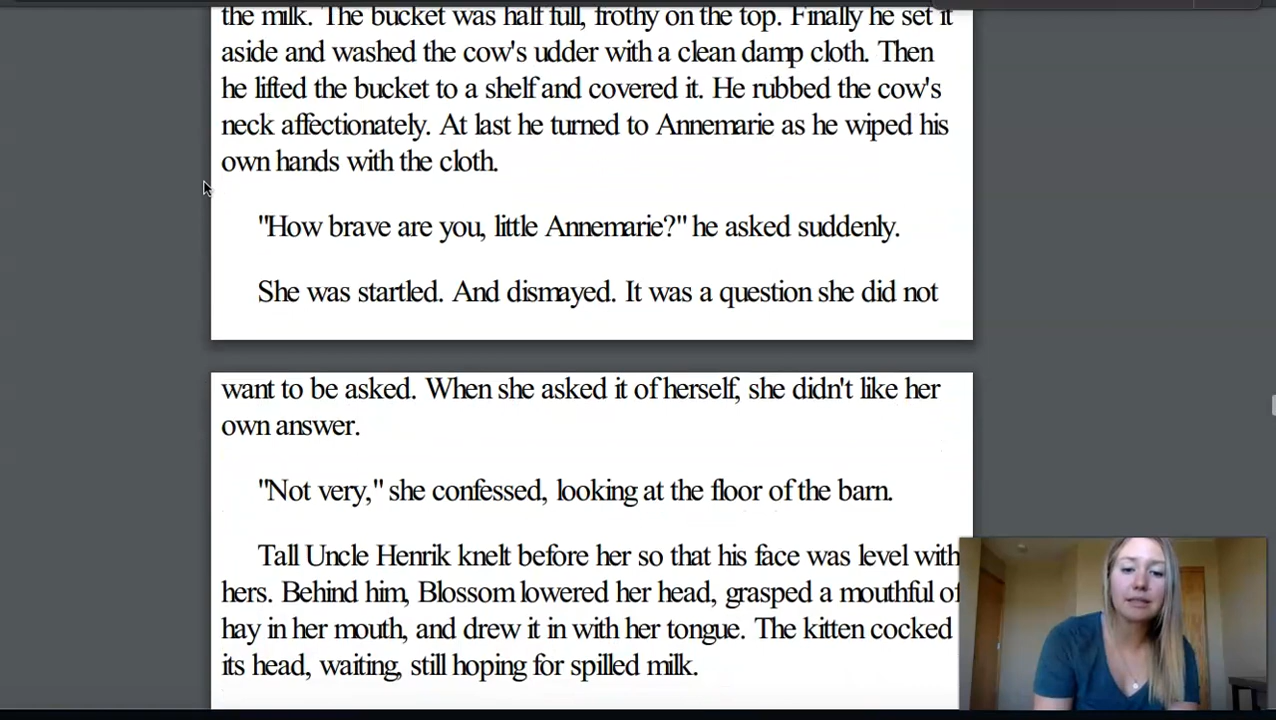 the milk. The bucket was half full, frothy on the top. Finally he set it
aside and washed the cow's udder with a clean damp cloth. Then
he lifted the bucket to a shelf and covered it. He rubbed the cow's
neck affectionately. At last he turned to Annemarie as he wiped his
own hands with the cloth.
"How brave are you, little Annemarie?" he asked suddenly.
She was startled. And dismayed. It was a question she did not
want to be asked. When she asked it of herself, she didn't like her
own answer.
"Not very," she confessed, looking at the floor of the barn.
Tall Uncle Henrik knelt before her so that his face was level with
hers. Behind him, Blossom lowered her head, grasped a mouthful of
hay in her mouth, and drew it in with her tongue. The kitten cocked
its head, waiting, still hoping for spilled milk.